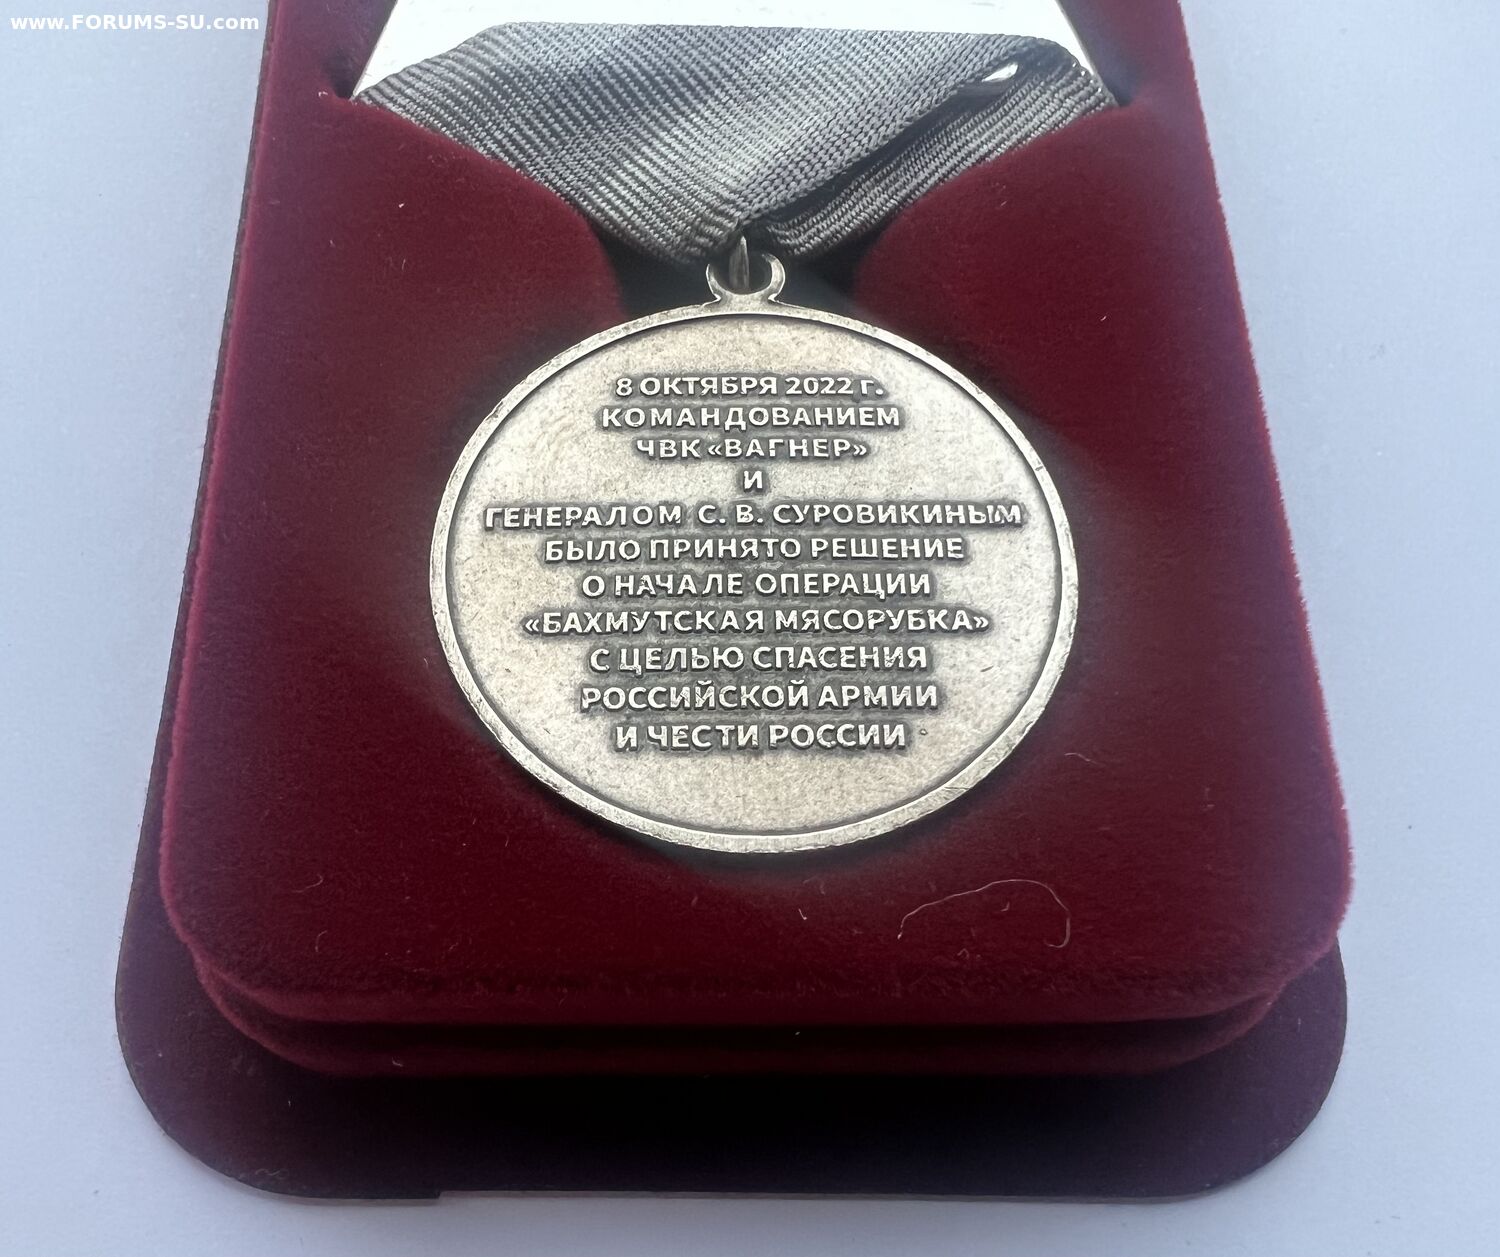 www.FORUMS-SU.com
8 ОКТЯБРЯ 2022 г.
КОМАНДОВАНИЕМ
ЧВК «ВАГНЕР»
И
ГЕНЕРАЛОМ С. В. СУРОВИКИНЫМ
БЫЛО ПРИНЯТО РЕШЕНИЕ
О НАЧАЛЕ ОПЕРАЦИИ
«БАХМУТСКАЯ МЯСОРУБКА»
С ЦЕЛЬЮ СПАСЕНИЯ
РОССИЙСКОЙ АРМИИ
И ЧЕСТИ РОССИИ